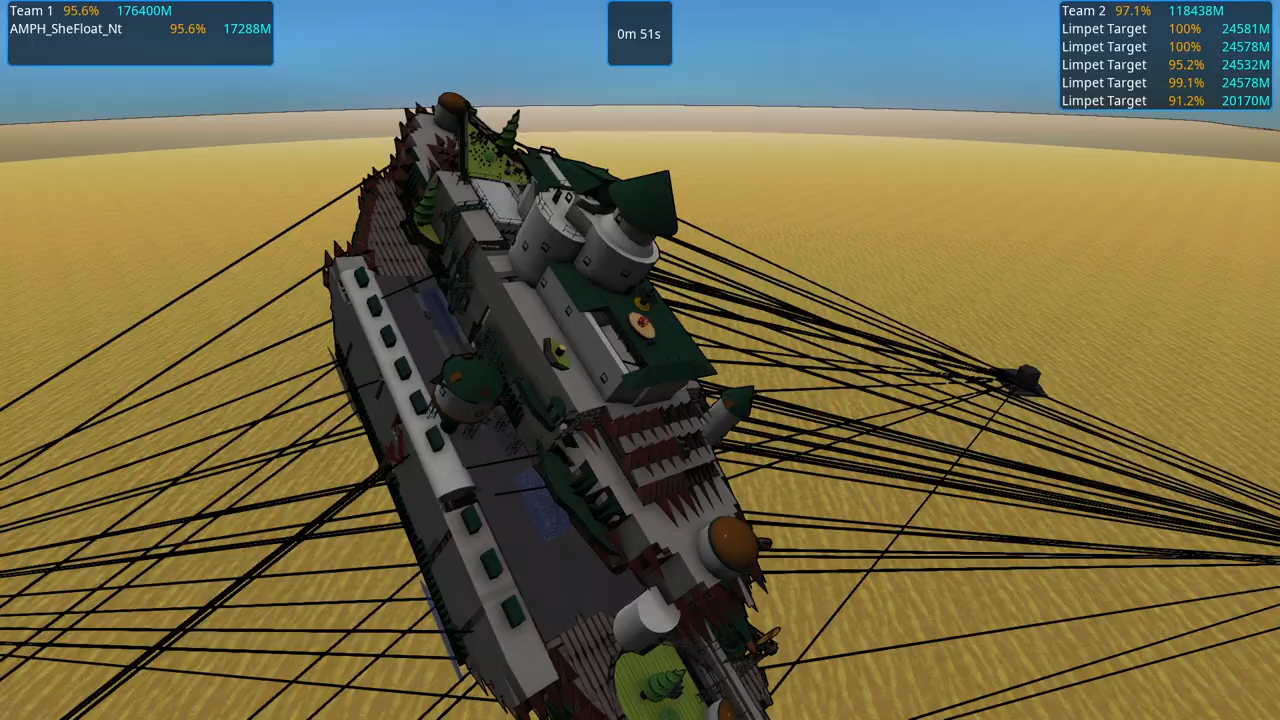 Team 1 95.6% 176400M
AMPH_SheFloat_Nt 95.6% 17288M
0m 51s
Team 2 97.1% 118438M
Limpet Target 100% 24581M
Limpet Target 100% 24578M
Limpet Target 95.2% 24532M
Limpet Target 99.1% 24578M
Limpet Target 91.2% 20170M